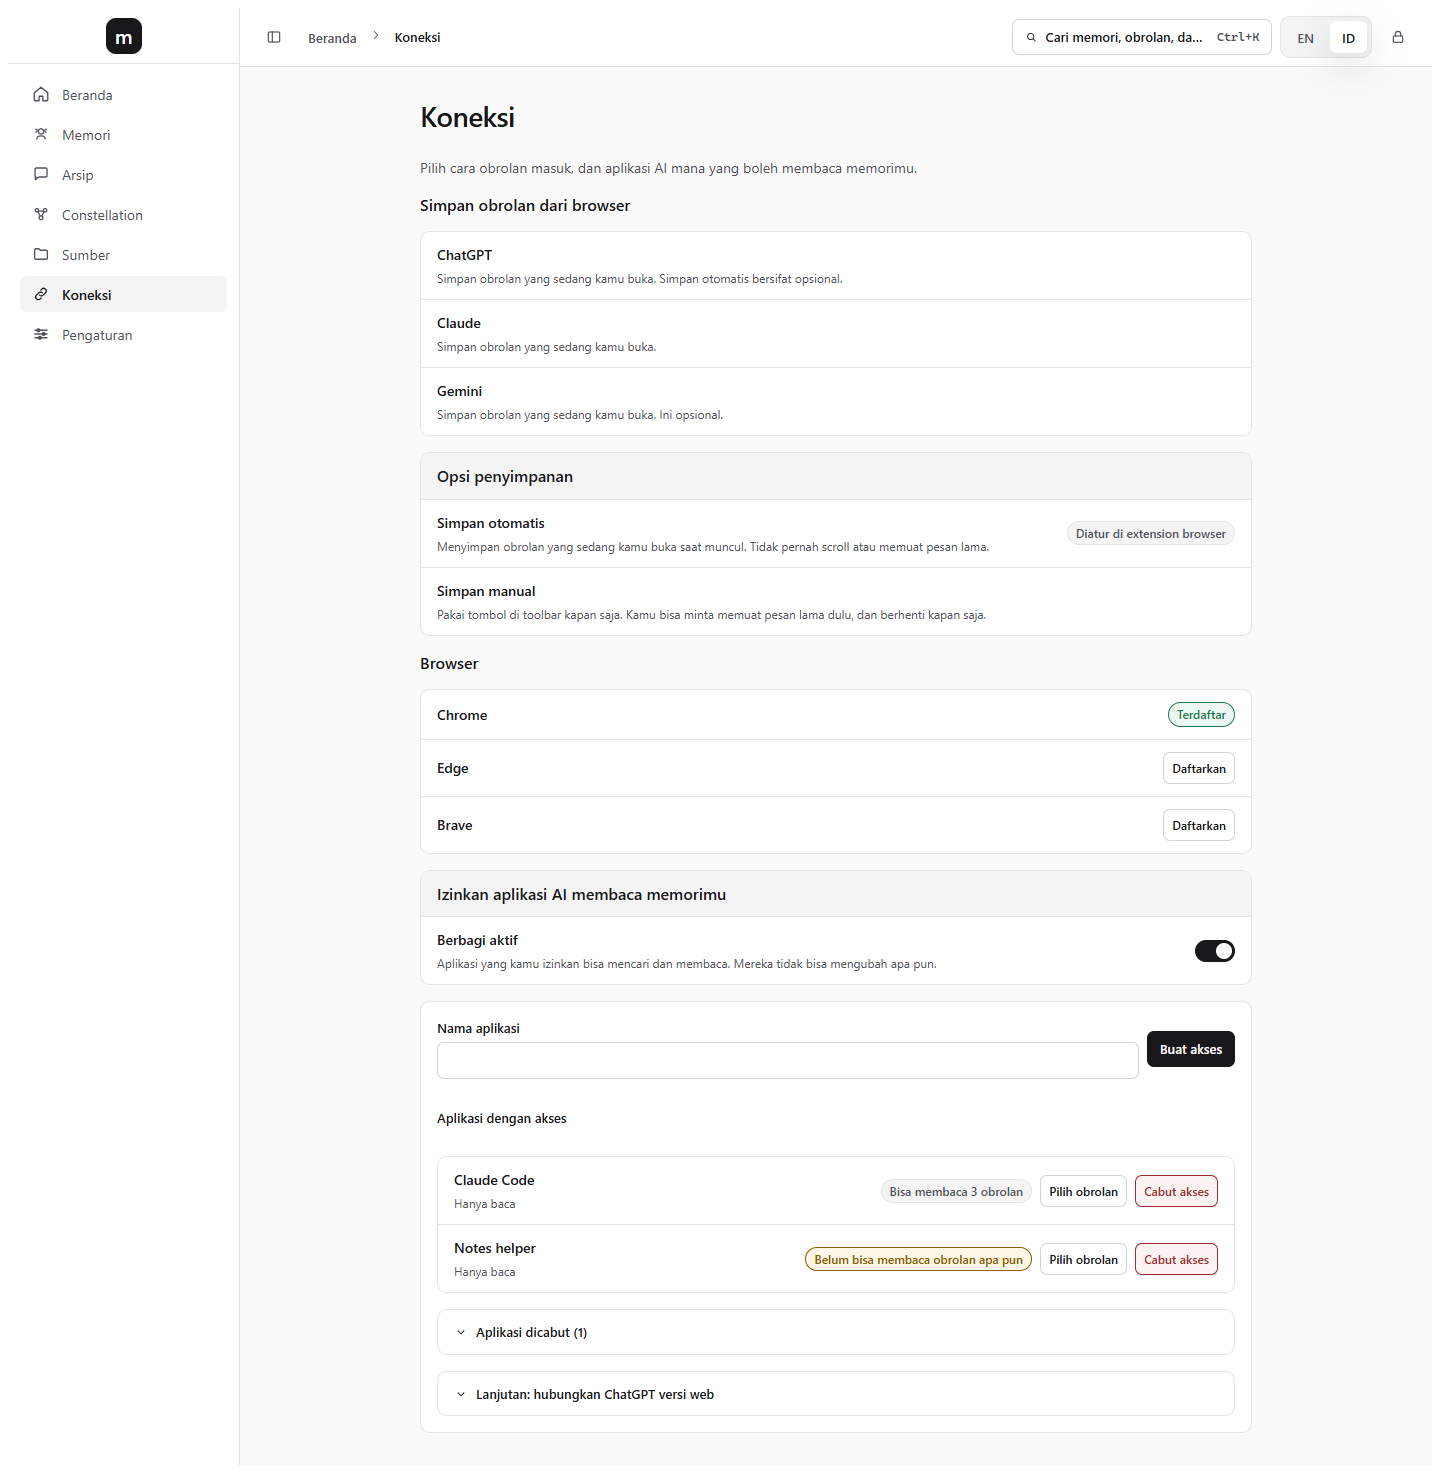 m
Beranda
Memori
Arsip
Constellation
Sumber
Koneksi
Pengaturan
Beranda > Koneksi
Cari memori, obrolan, da... Ctrl+K
EN ID
Koneksi
Pilih cara obrolan masuk, dan aplikasi AI mana yang boleh membaca memorimu.
Simpan obrolan dari browser
ChatGPT
Simpan obrolan yang sedang kamu buka. Simpan otomatis bersifat opsional.
Claude
Simpan obrolan yang sedang kamu buka.
Gemini
Simpan obrolan yang sedang kamu buka. Ini opsional.
Opsi penyimpanan
Simpan otomatis
Menyimpan obrolan yang sedang kamu buka saat muncul. Tidak pernah scroll atau memuat pesan lama.
Diatur di extension browser
Simpan manual
Pakai tombol di toolbar kapan saja. Kamu bisa minta memuat pesan lama dulu, dan berhenti kapan saja.
Browser
Chrome
Terdaftar
Edge
Daftarkan
Brave
Daftarkan
Izinkan aplikasi AI membaca memorimu
Berbagi aktif
Aplikasi yang kamu izinkan bisa mencari dan membaca. Mereka tidak bisa mengubah apa pun.
Nama aplikasi
Buat akses
Aplikasi dengan akses
Claude Code
Hanya baca
Bisa membaca 3 obrolan
Pilih obrolan
Cabut akses
Notes helper
Hanya baca
Belum bisa membaca obrolan apa pun
Pilih obrolan
Cabut akses
Aplikasi dicabut (1)
Lanjutan: hubungkan ChatGPT versi web